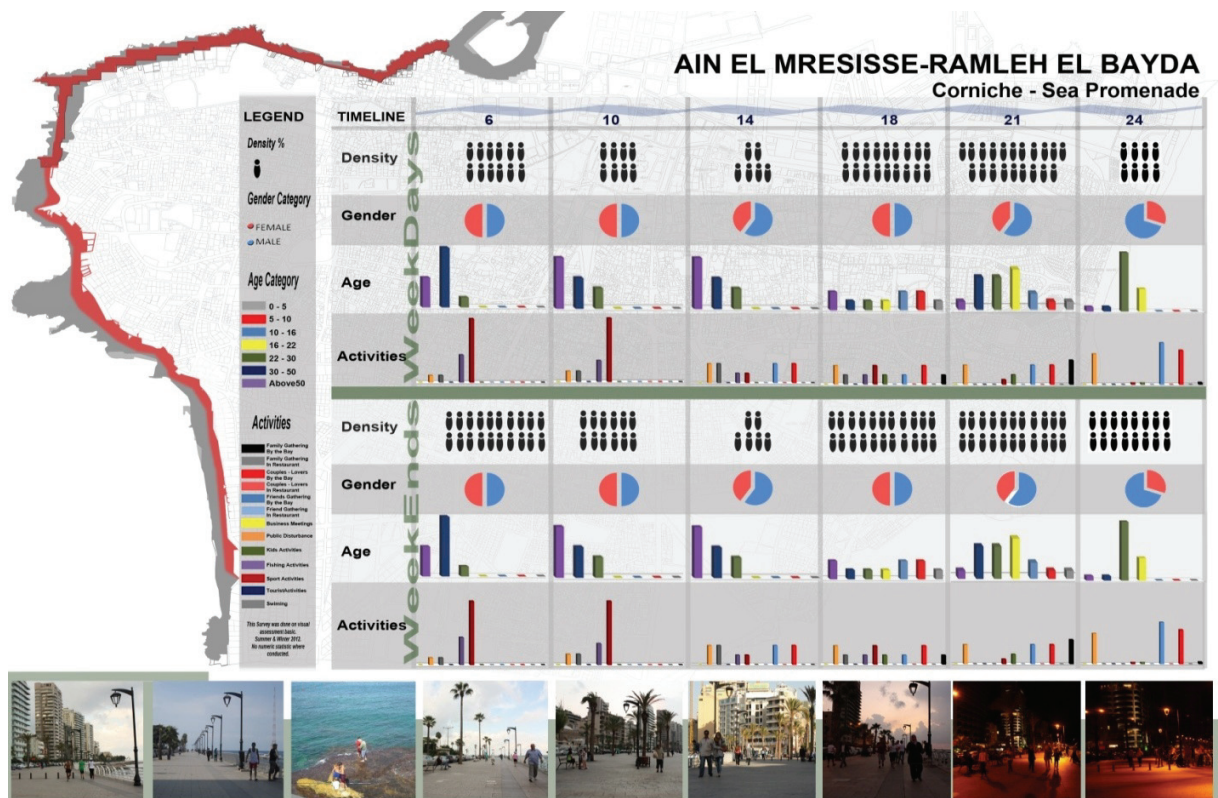 AIN EL MRESISSE-RAMLEH EL BAYDA
Corniche - Sea Promenade
LEGEND
Density %
Gender Category
FEMALE
MALE
Age Category
0 - 5
5 - 10
10 - 16
16 - 22
22 - 30
30 - 50
Above50
Activities
Family Gathering
By the Bay
Family Gathering
In Restaurant
Couples - Lovers
By the Bay
Couples - Lovers
In Restaurant
Friends Gathering
By the Bay
Friend Gathering
In Restaurant
Business Meetings
Public Disturbance
Kids Activities
Fishing Activities
Sport Activities
TouristActivities
Swiming
This Survey was done on visual
assessment basis.
Summer & Winter 2012.
No numeric statistic where
conducted.
TIMELINE 6 10 14 18 21 24
WeekDays
Density
Gender
Age
Activities
WeekEnds
Density
Gender
Age
Activities